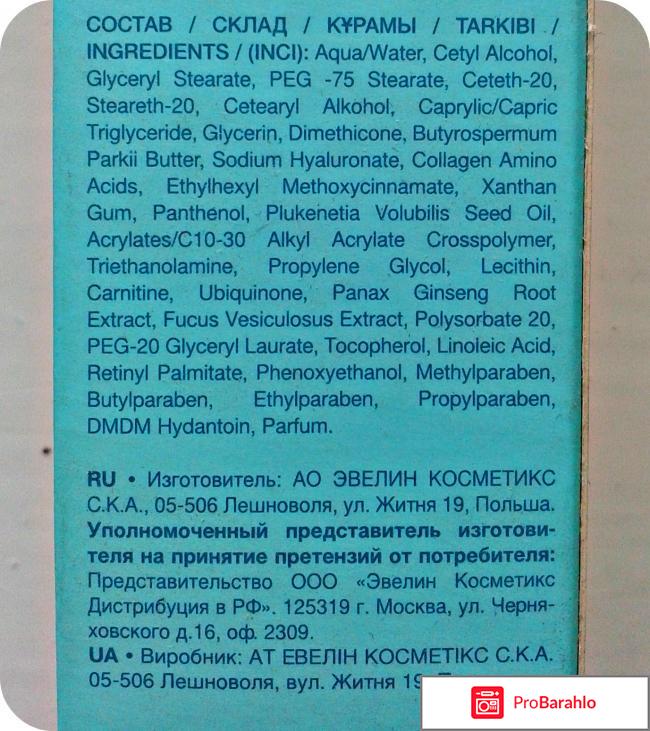 СОСТАВ / СКЛАД / ҚҰРАМЫ / TARKIBI /
INGREDIENTS / (INCI): Aqua/Water, Cetyl Alcohol,
Glyceryl Stearate, PEG -75 Stearate, Ceteth-20,
Steareth-20, Cetearyl Alkohol, Caprylic/Capric
Triglyceride, Glycerin, Dimethicone, Butyrospermum
Parkii Butter, Sodium Hyaluronate, Collagen Amino
Acids, Ethylhexyl Methoxycinnamate, Xanthan
Gum, Panthenol, Plukenetia Volubilis Seed Oil,
Acrylates/C10-30 Alkyl Acrylate Crosspolymer,
Triethanolamine, Propylene Glycol, Lecithin,
Carnitine, Ubiquinone, Panax Ginseng Root
Extract, Fucus Vesiculosus Extract, Polysorbate 20,
PEG-20 Glyceryl Laurate, Tocopherol, Linoleic Acid,
Retinyl Palmitate, Phenoxyethanol, Methylparaben,
Butylparaben, Ethylparaben, Propylparaben,
DMDM Hydantoin, Parfum.
RU • Изготовитель: АО ЭВЕЛИН КОСМЕТИКС
С.К.А., 05-506 Лешноволя, ул. Житня 19, Польша.
Уполномоченный представитель изготови-
теля на принятие претензий от потребителя:
Представительство ООО «Эвелин Косметикс
Дистрибуция в РФ». 125319 г. Москва, ул. Черня-
ховского д.16, оф. 2309.
UA • Виробник: АТ ЕВЕЛІН КОСМЕТІКС С.К.А.
05-506 Лешноволя, вул. Житня 19
ProBarahlo